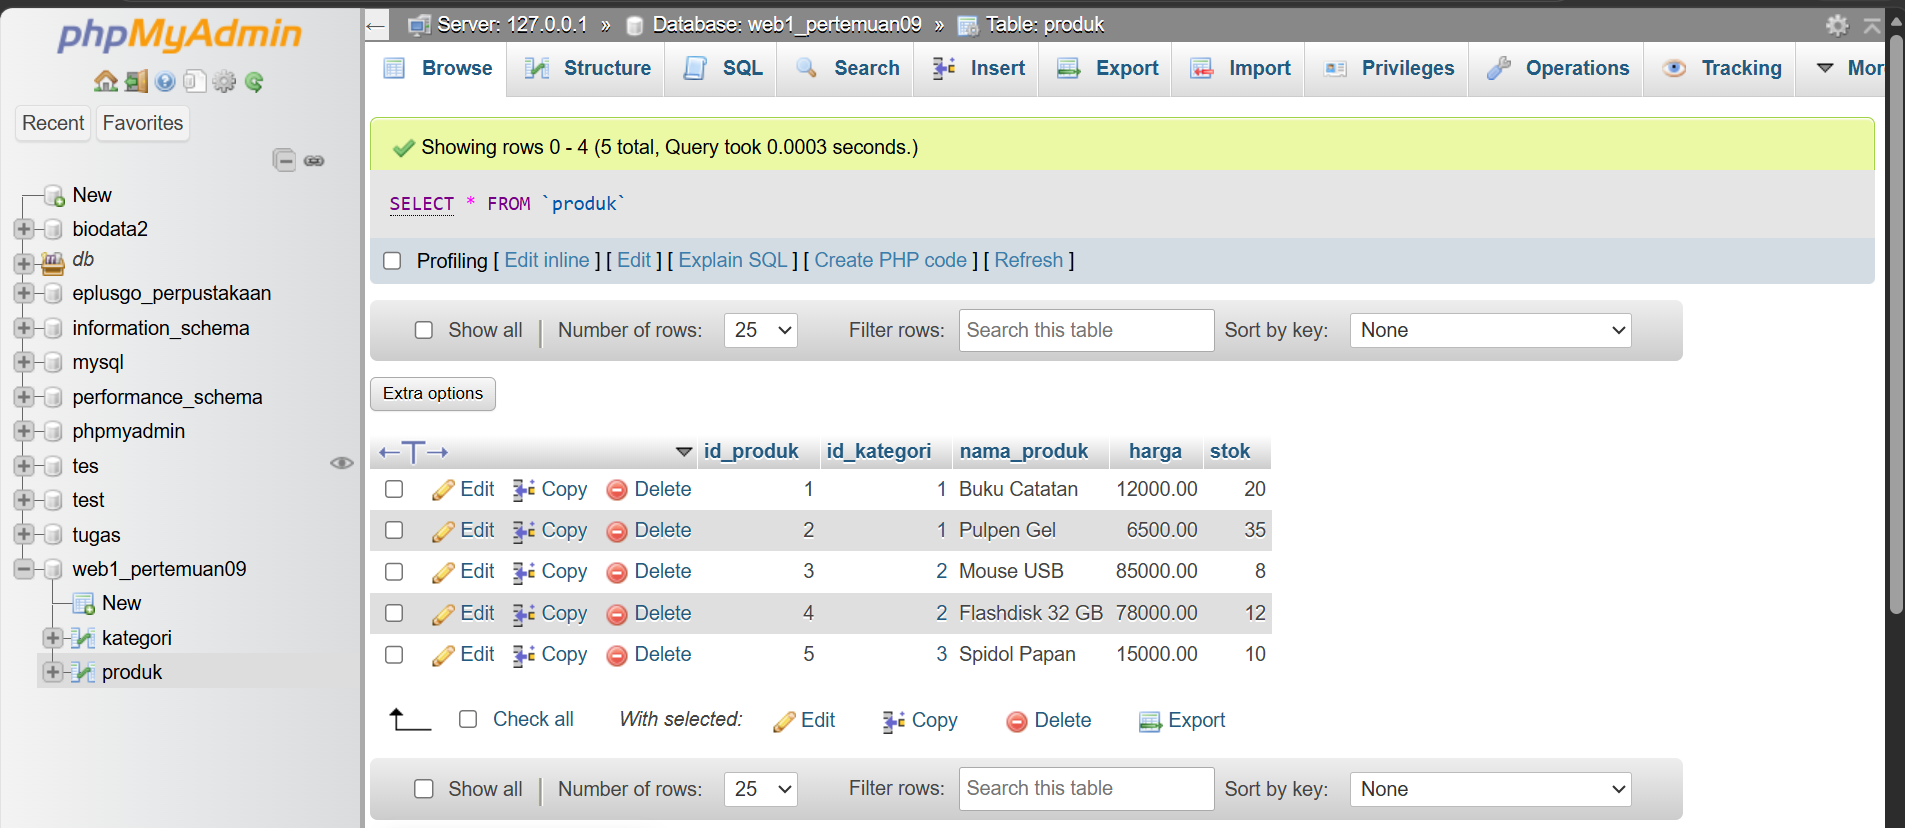 phpMyAdmin
Recent Favorites
New
biodata2
db
eplusgo_perpustakaan
information_schema
mysql
performance_schema
phpmyadmin
tes
test
tugas
web1_pertemuan09
New
kategori
produk
Server: 127.0.0.1 » Database: web1_pertemuan09 » Table: produk
Browse Structure SQL Search Insert Export Import Privileges Operations Tracking Mor
Showing rows 0 - 4 (5 total, Query took 0.0003 seconds.)
SELECT * FROM `produk`
Profiling [ Edit inline ] [ Edit ] [ Explain SQL ] [ Create PHP code ] [ Refresh ]
Show all Number of rows: 25 Filter rows: Search this table Sort by key: None
Extra options
id_produk id_kategori nama_produk harga stok
Edit Copy Delete 1 1 Buku Catatan 12000.00 20
Edit Copy Delete 2 1 Pulpen Gel 6500.00 35
Edit Copy Delete 3 2 Mouse USB 85000.00 8
Edit Copy Delete 4 2 Flashdisk 32 GB 78000.00 12
Edit Copy Delete 5 3 Spidol Papan 15000.00 10
Check all With selected: Edit Copy Delete Export
Show all Number of rows: 25 Filter rows: Search this table Sort by key: None